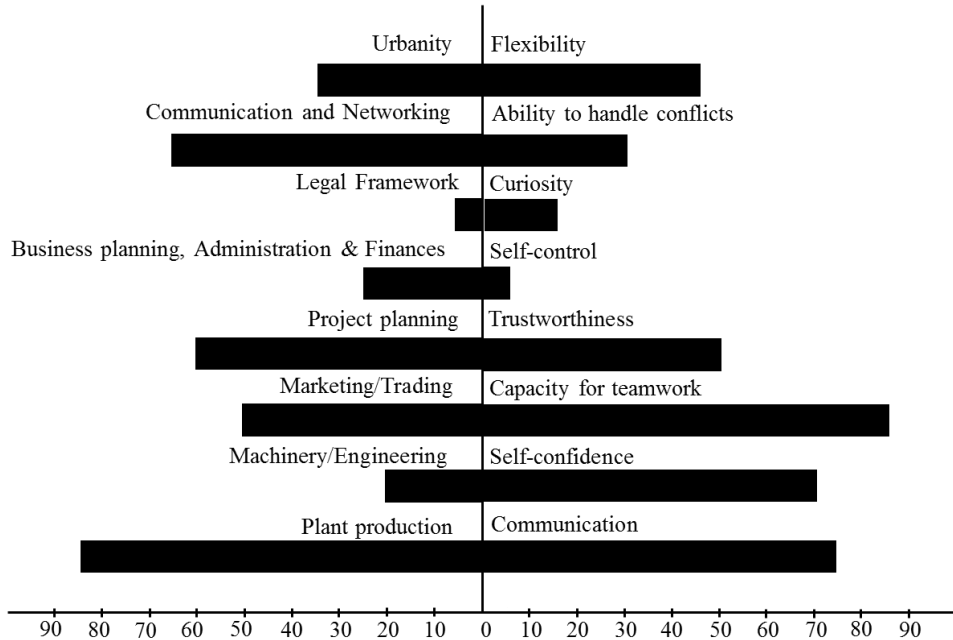 Urbanity Flexibility
Communication and Networking Ability to handle conflicts
Legal Framework Curiosity
Business planning, Administration & Finances Self-control
Project planning Trustworthiness
Marketing/Trading Capacity for teamwork
Machinery/Engineering Self-confidence
Plant production Communication
90 80 70 60 50 40 30 20 10 0 20 30 40 50 60 70 80 90